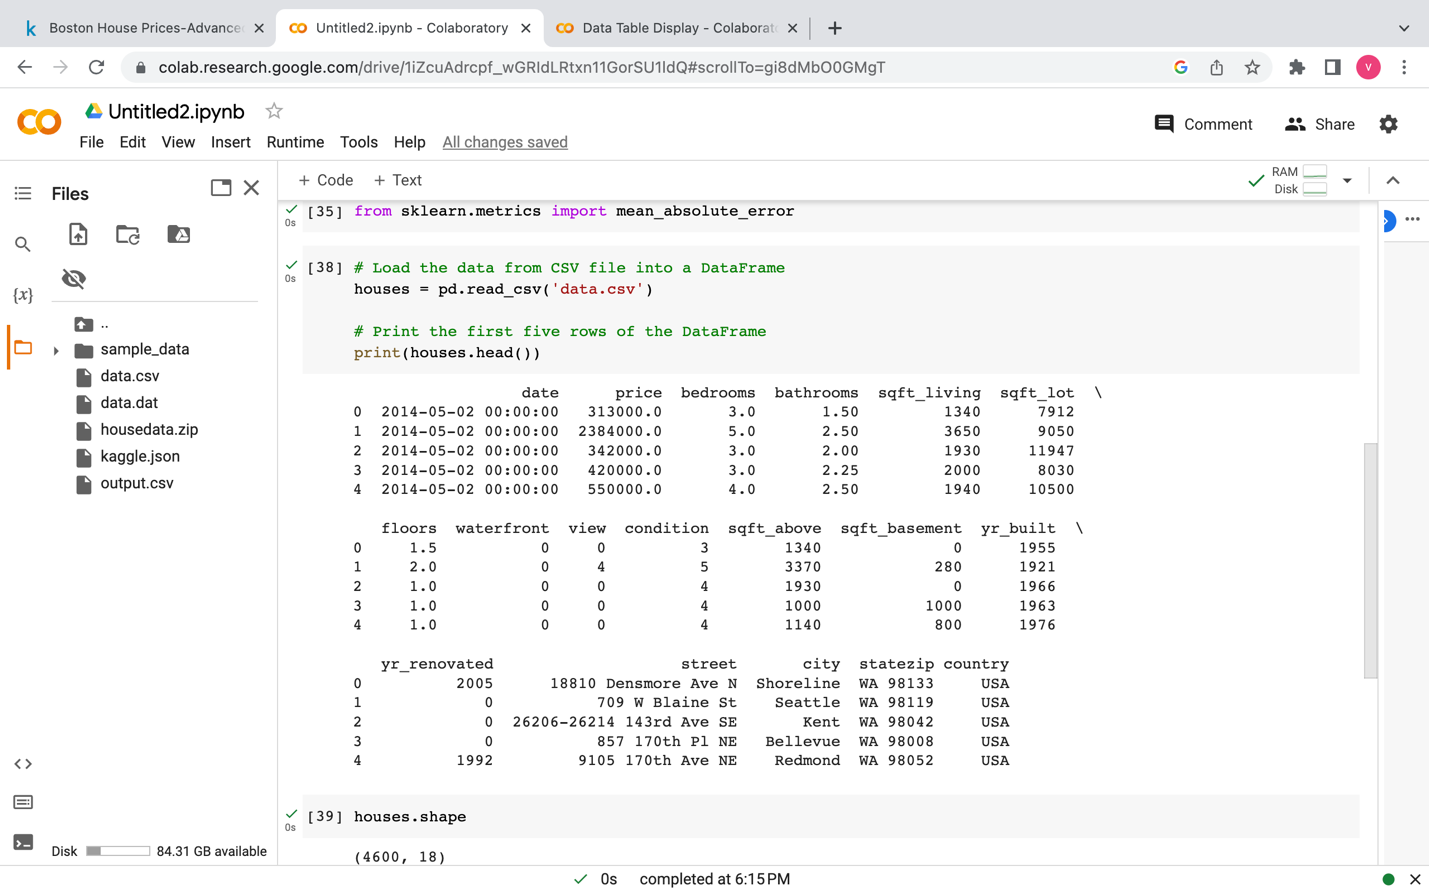 k Boston House Prices-Advance
Untitled2.ipynb - Colaboratory
Data Table Display - Colaborat
colab.research.google.com/drive/1iZcuAdrcpf_wGRldLRtxn11GorSU1ldQ#scrollTo=gi8dMbO0GMgT
V
Untitled2.ipynb
File Edit View Insert Runtime Tools Help All changes saved
Comment
Share
Files
+ Code + Text
RAM
Disk
{x}
..
sample_data
data.csv
data.dat
housedata.zip
kaggle.json
output.csv
Disk 84.31 GB available
0s [35] from sklearn.metrics import mean_absolute_error
0s [38] # Load the data from CSV file into a DataFrame
houses = pd.read_csv('data.csv')
# Print the first five rows of the DataFrame
print(houses.head())
date price bedrooms bathrooms sqft_living sqft_lot \
0 2014-05-02 00:00:00 313000.0 3.0 1.50 1340 7912
1 2014-05-02 00:00:00 2384000.0 5.0 2.50 3650 9050
2 2014-05-02 00:00:00 342000.0 3.0 2.00 1930 11947
3 2014-05-02 00:00:00 420000.0 3.0 2.25 2000 8030
4 2014-05-02 00:00:00 550000.0 4.0 2.50 1940 10500
floors waterfront view condition sqft_above sqft_basement yr_built \
0 1.5 0 0 3 1340 0 1955
1 2.0 0 4 5 3370 280 1921
2 1.0 0 0 4 1930 0 1966
3 1.0 0 0 4 1000 1000 1963
4 1.0 0 0 4 1140 800 1976
yr_renovated street city statezip country
0 2005 18810 Densmore Ave N Shoreline WA 98133 USA
1 0 709 W Blaine St Seattle WA 98119 USA
2 0 26206-26214 143rd Ave SE Kent WA 98042 USA
3 0 857 170th Pl NE Bellevue WA 98008 USA
4 1992 9105 170th Ave NE Redmond WA 98052 USA
0s [39] houses.shape
(4600, 18)
0s completed at 6:15 PM